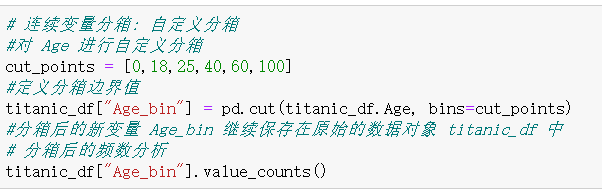 # 连续变量分箱: 自定义分箱
#对 Age 进行自定义分箱
cut_points = [0,18,25,40,60,100]
#定义分箱边界值
titanic_df["Age_bin"] = pd.cut(titanic_df.Age, bins=cut_points)
#分箱后的新变量 Age_bin 继续保存在原始的数据对象 titanic_df 中
# 分箱后的频数分析
titanic_df["Age_bin"].value_counts()